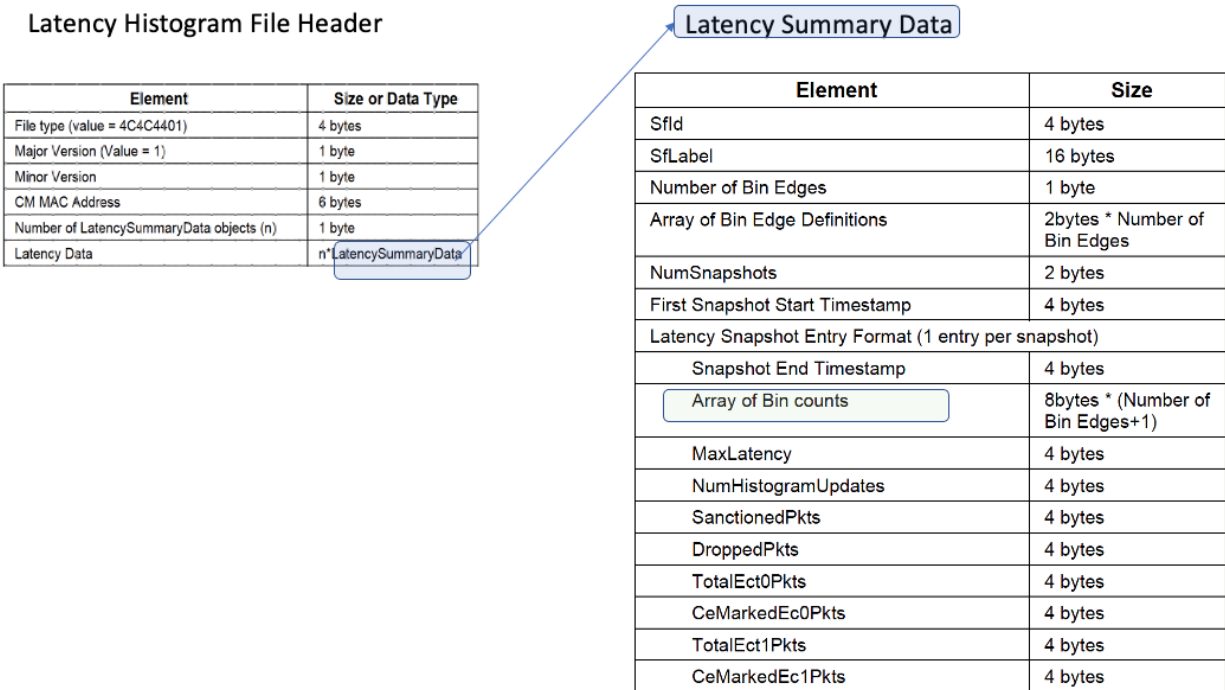 Latency Histogram File Header
Element Size or Data Type
File type (value = 4C4C4401) 4 bytes
Major Version (Value = 1) 1 byte
Minor Version 1 byte
CM MAC Address 6 bytes
Number of LatencySummaryData objects (n) 1 byte
Latency Data n*LatencySummaryData
Latency Summary Data
Element Size
SfId 4 bytes
SfLabel 16 bytes
Number of Bin Edges 1 byte
Array of Bin Edge Definitions 2bytes * Number of
Bin Edges
NumSnapshots 2 bytes
First Snapshot Start Timestamp 4 bytes
Latency Snapshot Entry Format (1 entry per snapshot)
Snapshot End Timestamp 4 bytes
Array of Bin counts 8bytes * (Number of
Bin Edges+1)
MaxLatency 4 bytes
NumHistogramUpdates 4 bytes
SanctionedPkts 4 bytes
DroppedPkts 4 bytes
TotalEct0Pkts 4 bytes
CeMarkedEc0Pkts 4 bytes
TotalEct1Pkts 4 bytes
CeMarkedEc1Pkts 4 bytes